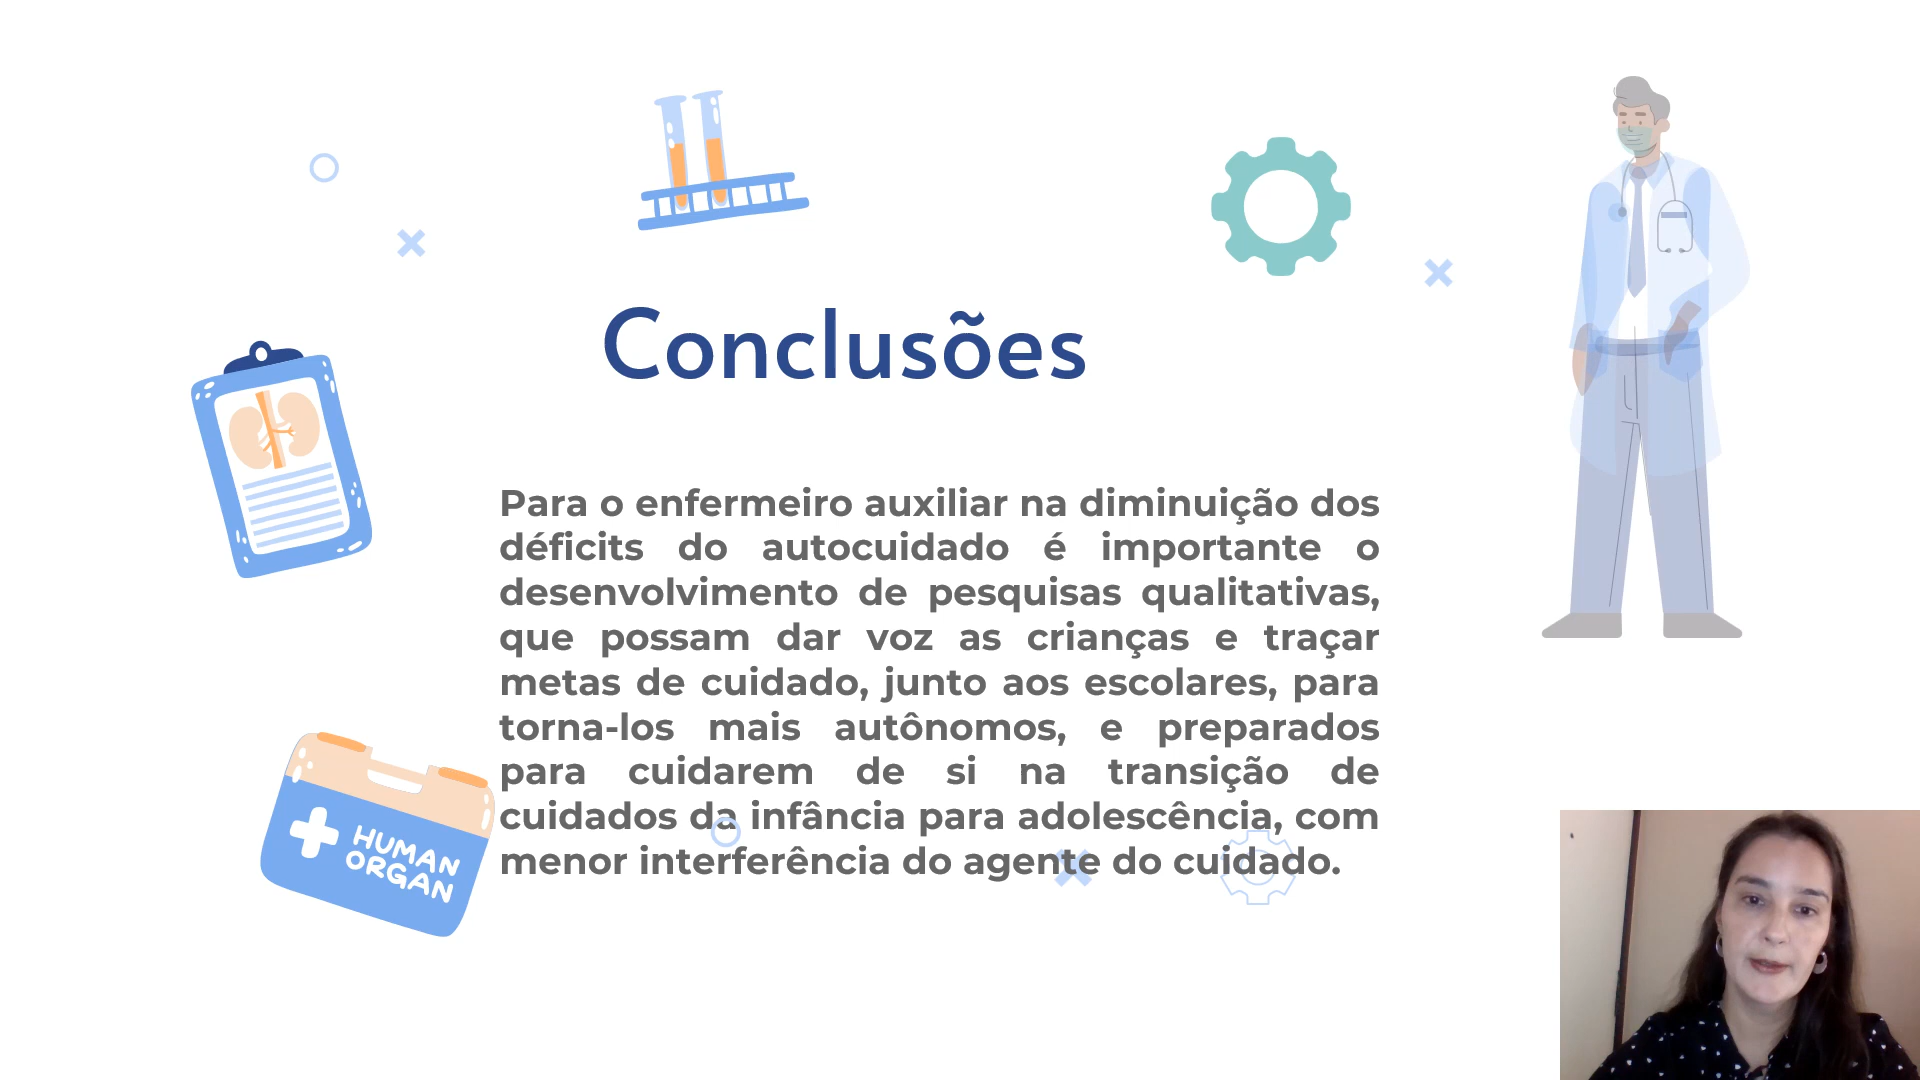 Conclusões
Para o enfermeiro auxiliar na diminuição dos
déficits do autocuidado é importante o
desenvolvimento de pesquisas qualitativas,
que possam dar voz as crianças e traçar
metas de cuidado, junto aos escolares, para
torna-los mais autônomos, e preparados
para cuidarem de si na transição de
cuidados da infância para adolescência, com
menor interferência do agente do cuidado.
HUMAN
ORGAN